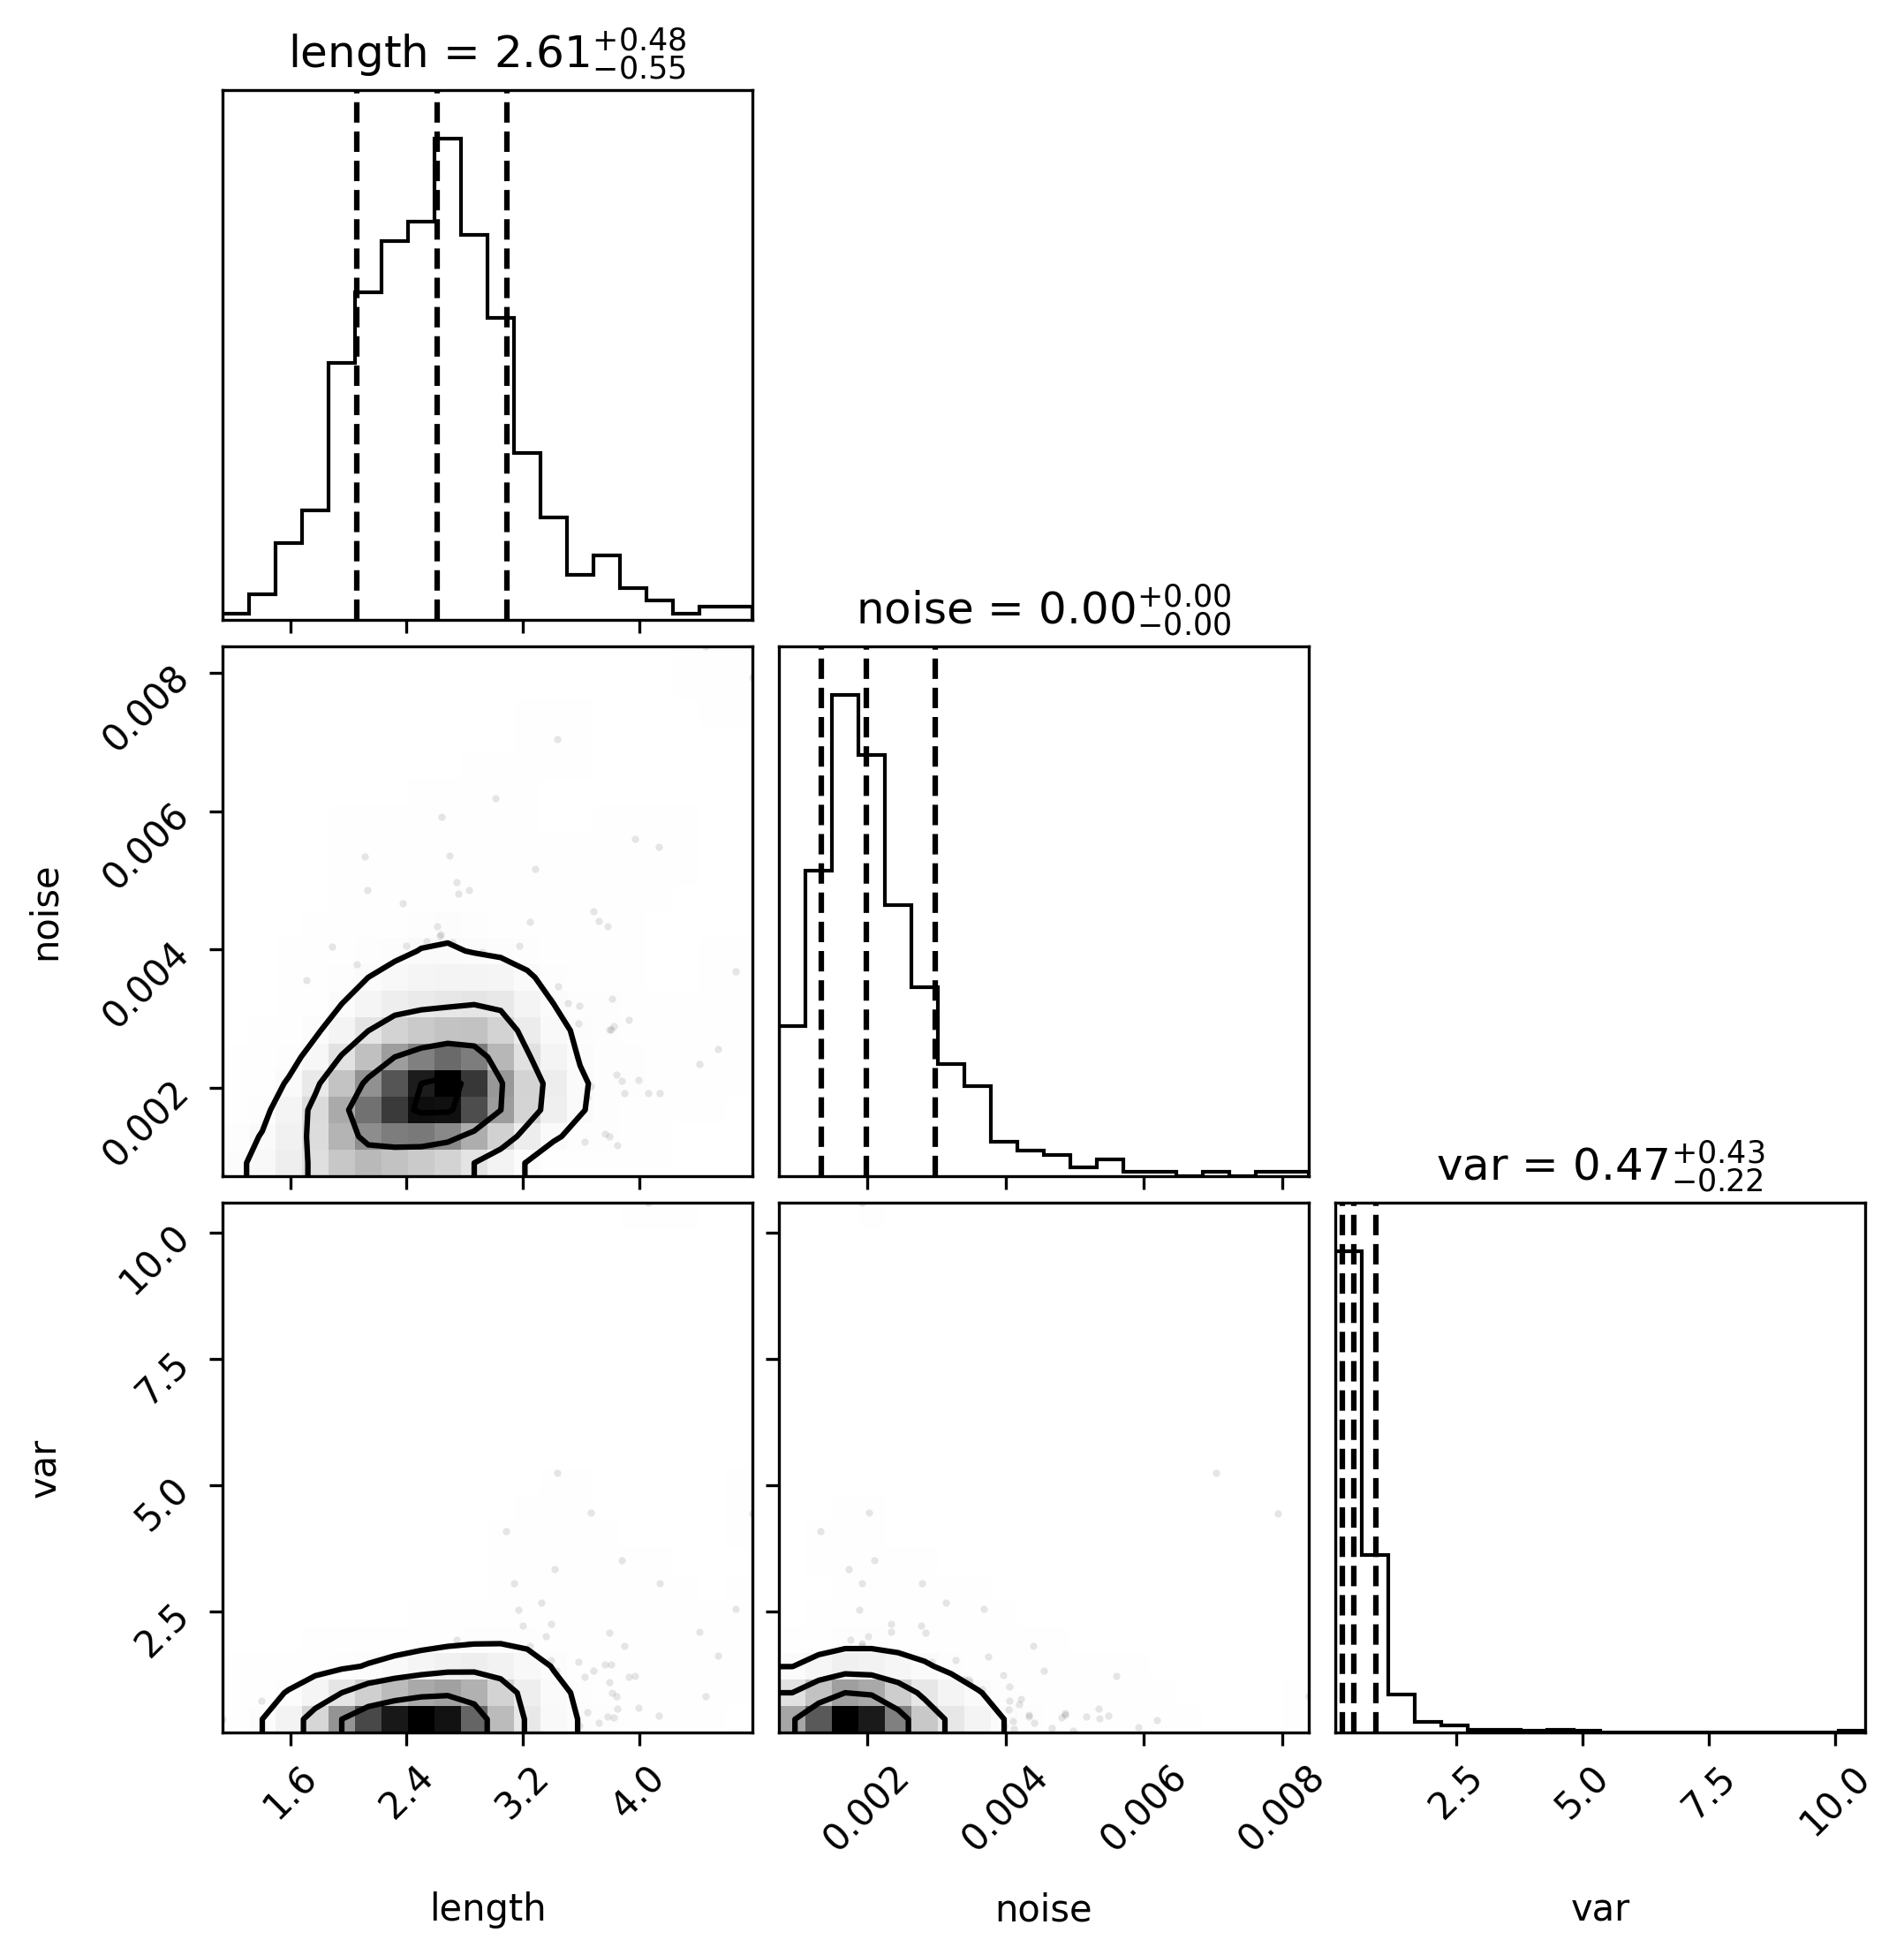 length = 2.61 +0.48 −0.55
noise = 0.00 +0.00 −0.00
0.008
0.006
0.004
0.002
noise
var = 0.47 +0.43 −0.22
10.0
7.5
5.0
2.5
var
1.6 2.4 3.2 4.0 0.002 0.004 0.006 0.008 2.5 5.0 7.5 10.0
length noise var